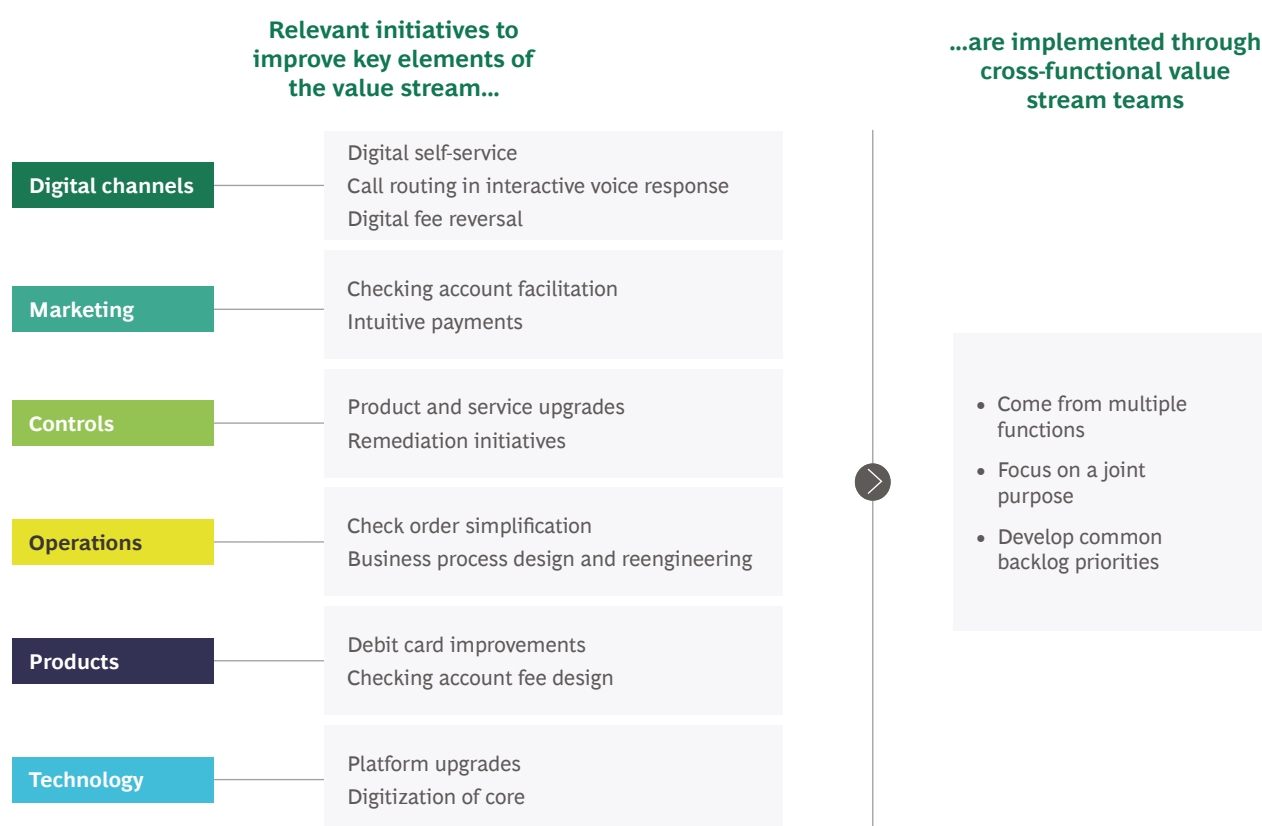 Relevant initiatives to
improve key elements of
the value stream...
...are implemented through
cross-functional value
stream teams
Digital channels
Digital self-service
Call routing in interactive voice response
Digital fee reversal
Marketing
Checking account facilitation
Intuitive payments
Controls
Product and service upgrades
Remediation initiatives
Operations
Check order simplification
Business process design and reengineering
Products
Debit card improvements
Checking account fee design
Technology
Platform upgrades
Digitization of core
• Come from multiple
functions
• Focus on a joint
purpose
• Develop common
backlog priorities